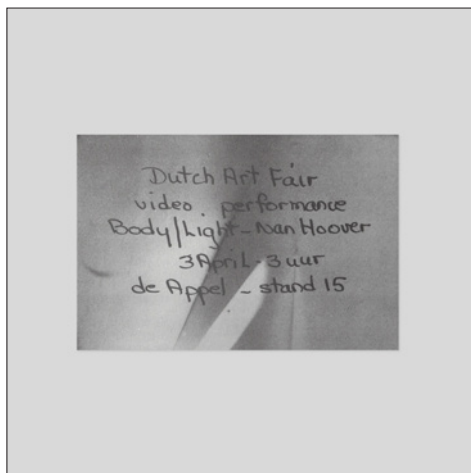 Dutch Art Fair
video. performance
Body/Light-Nan Hoover
3 April. 3 uur
de Appel - stand 15